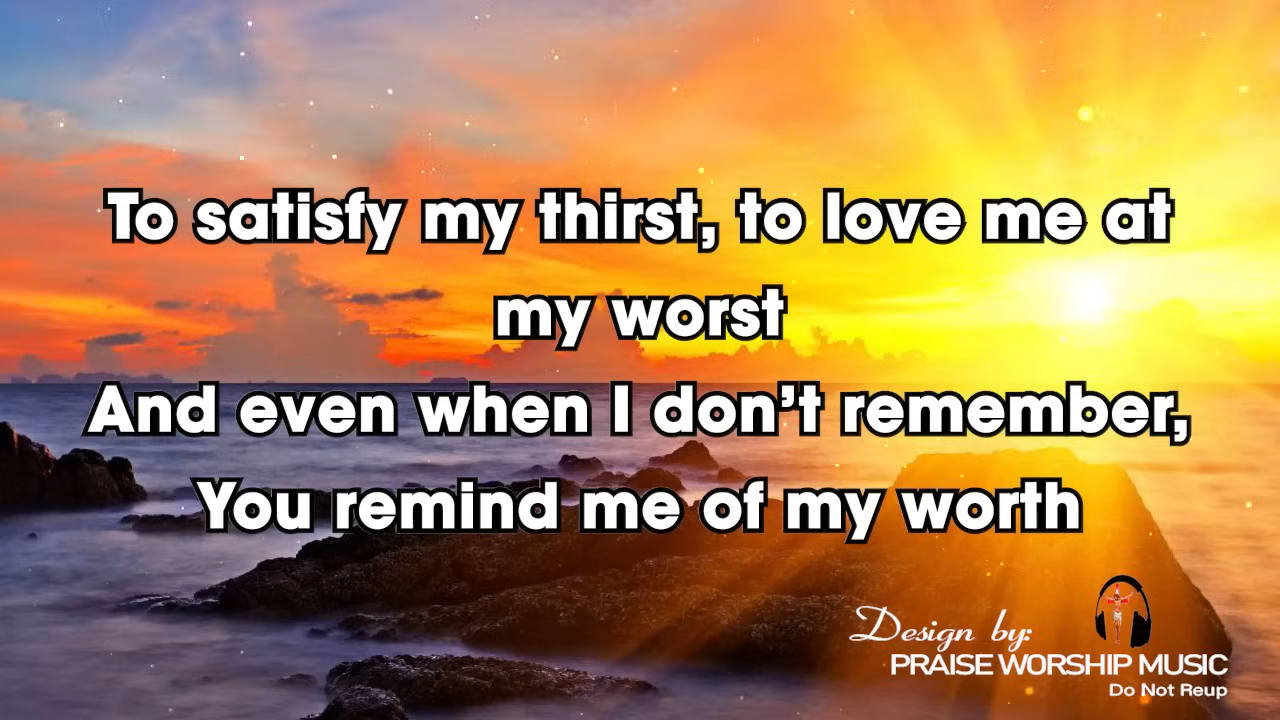 To satisfy my thirst, to love me at
my worst
And even when I don’t remember,
You remind me of my worth
Design by:
PRAISE WORSHIP MUSIC
Do Not Reup